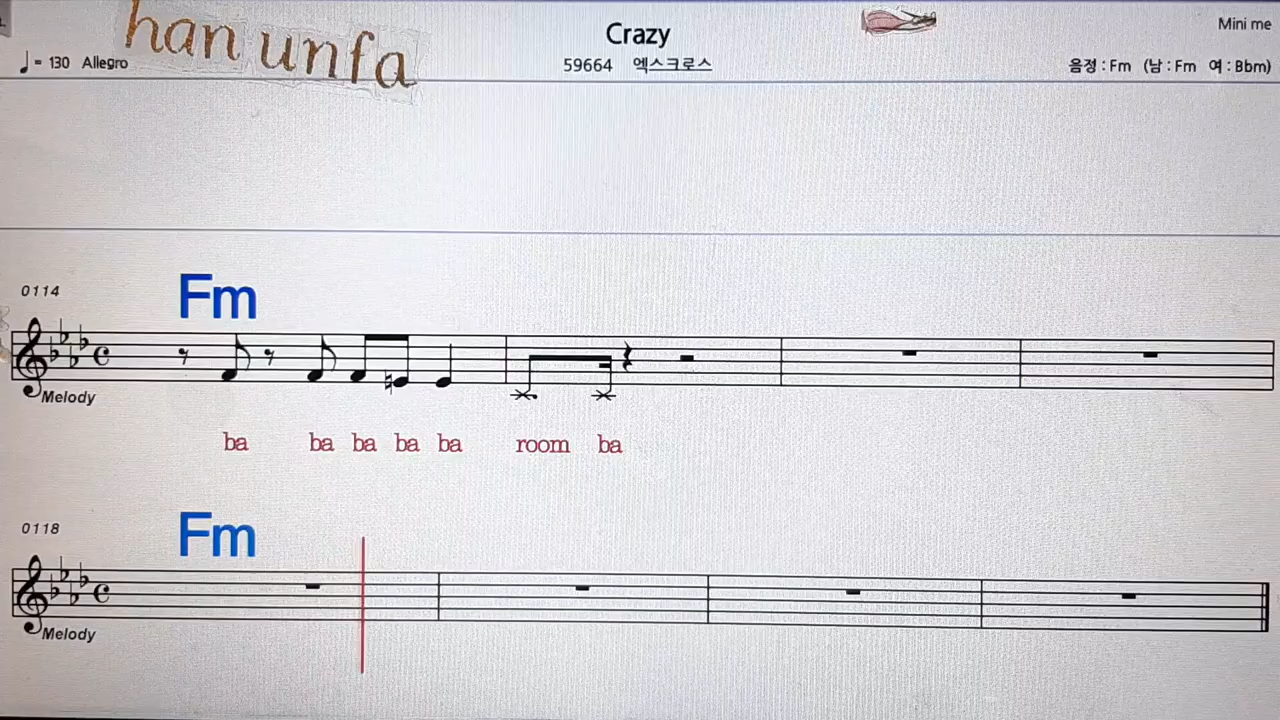 han unfa
Crazy
Mini me
♩ = 130 Allegro
59664 엑스크로스
음정 : Fm (남 : Fm 여 : Bbm)
Fm
0114
Melody
ba ba ba ba ba room ba
Fm
0118
Melody